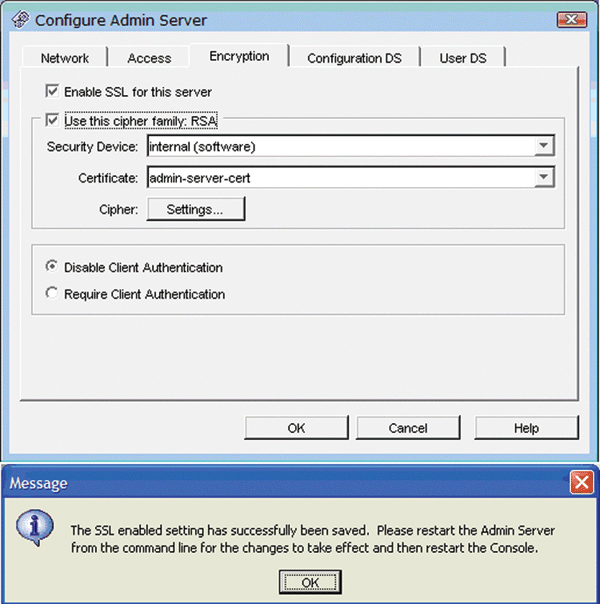 Configure Admin Server
Network Access Encryption Configuration DS User DS
Enable SSL for this server
Use this cipher family: RSA
Security Device: internal (software)
Certificate: admin-server-cert
Cipher: Settings...
Disable Client Authentication
Require Client Authentication
OK Cancel Help
Message
The SSL enabled setting has successfully been saved. Please restart the Admin Server
from the command line for the changes to take effect and then restart the Console.
OK